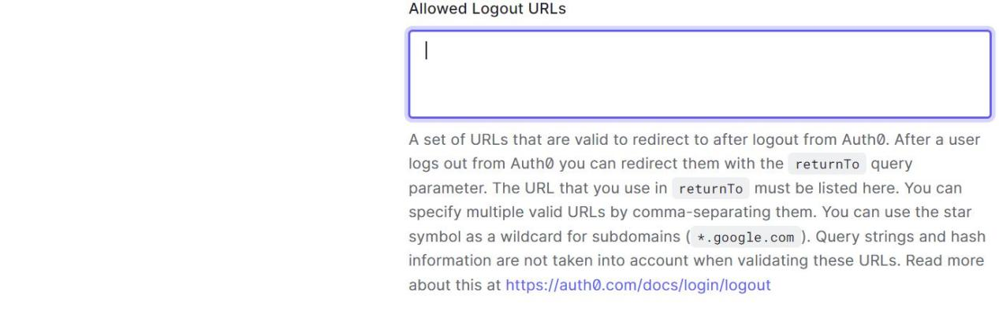 Allowed Logout URLs
A set of URLs that are valid to redirect to after logout from Auth0. After a user
logs out from Auth0 you can redirect them with the returnTo query
parameter. The URL that you use in returnTo must be listed here. You can
specify multiple valid URLs by comma-separating them. You can use the star
symbol as a wildcard for subdomains ( *.google.com ). Query strings and hash
information are not taken into account when validating these URLs. Read more
about this at https://auth0.com/docs/login/logout